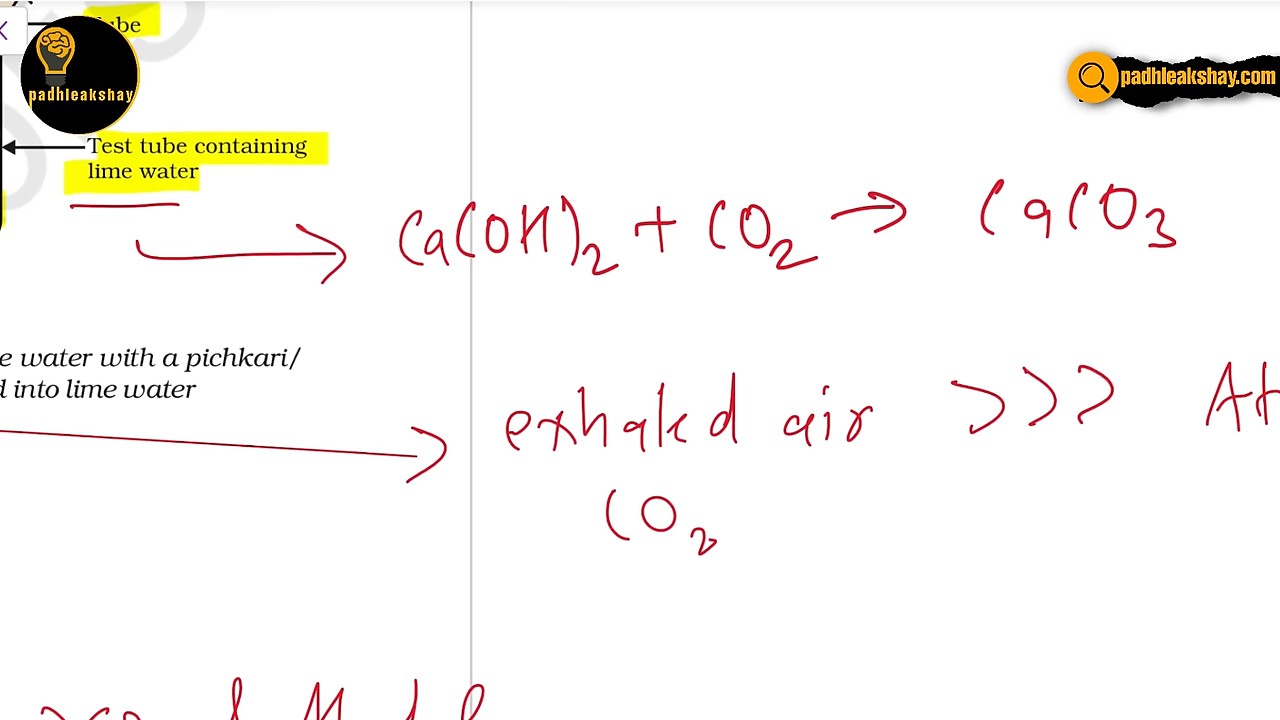 padhleakshay
padhleakshay.com
Test tube containing
lime water
Ca(OH)2 + CO2 → CaCO3
water with a pichkari/
into lime water
exhaled air >>>
CO2